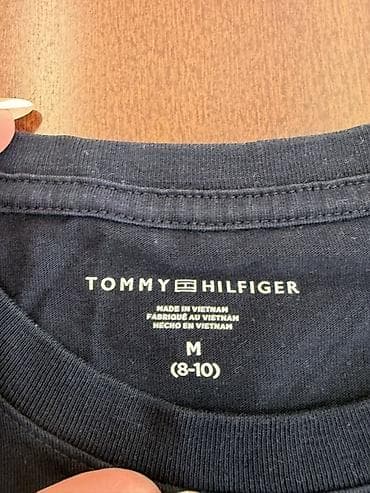 TOMMY HILFIGER
MADE IN VIETNAM
FABRIQUÉ AU VIETNAM
HECHO EN VIETNAM
M
(8-10)